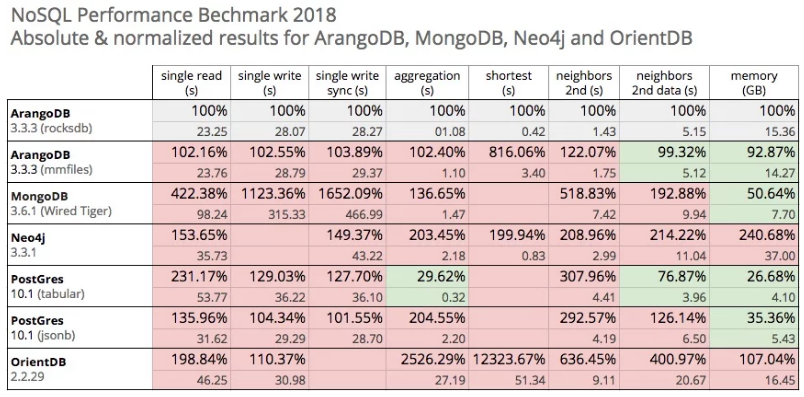 NoSQL Performance Bechmark 2018
Absolute & normalized results for ArangoDB, MongoDB, Neo4j and OrientDB
single read (s) single write (s) single write sync (s) aggregation (s) shortest (s) neighbors 2nd (s) neighbors 2nd data (s) memory (GB)
ArangoDB 100% 100% 100% 100% 100% 100% 100% 100%
3.3.3 (rocksdb) 23.25 28.07 28.27 01.08 0.42 1.43 5.15 15.36
ArangoDB 102.16% 102.55% 103.89% 102.40% 816.06% 122.07% 99.32% 92.87%
3.3.3 (mmfiles) 23.76 28.79 29.37 1.10 3.40 1.75 5.12 14.27
MongoDB 422.38% 1123.36% 1652.09% 136.65% 518.83% 192.88% 50.64%
3.6.1 (Wired Tiger) 98.24 315.33 466.99 1.47 7.42 9.94 7.70
Neo4j 153.65% 149.37% 203.45% 199.94% 208.96% 214.22% 240.68%
3.3.1 35.73 43.22 2.18 0.83 2.99 11.04 37.00
PostGres 231.17% 129.03% 127.70% 29.62% 307.96% 76.87% 26.68%
10.1 (tabular) 53.77 36.22 36.10 0.32 4.41 3.96 4.10
PostGres 135.96% 104.34% 101.55% 204.55% 292.57% 126.14% 35.36%
10.1 (jsonb) 31.62 29.29 28.70 2.20 4.19 6.50 5.43
OrientDB 198.84% 110.37% 2526.29% 12323.67% 636.45% 400.97% 107.04%
2.2.29 46.25 30.98 27.19 51.34 9.11 20.67 16.45